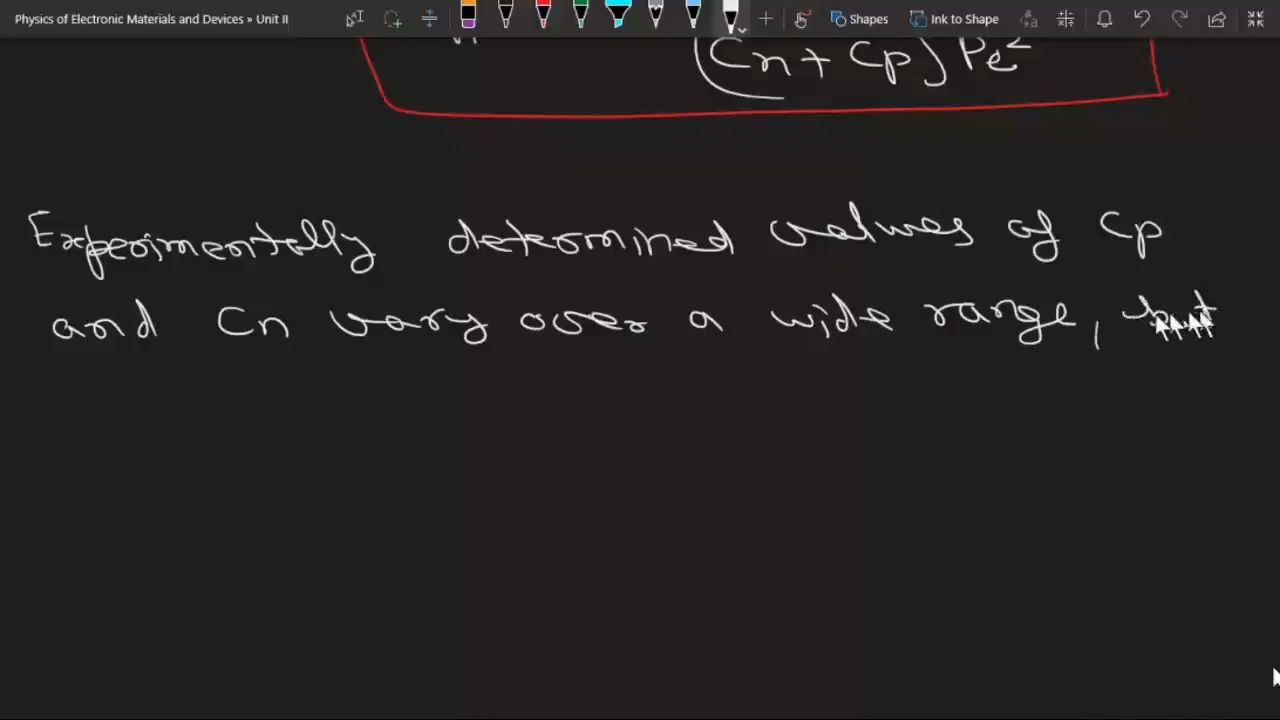 Physics of Electronic Materials and Devices » Unit II
Shapes
Ink to Shape
(Cn + Cp) Pe²
Experimentally determined values of Cp
and Cn vary over a wide range, but